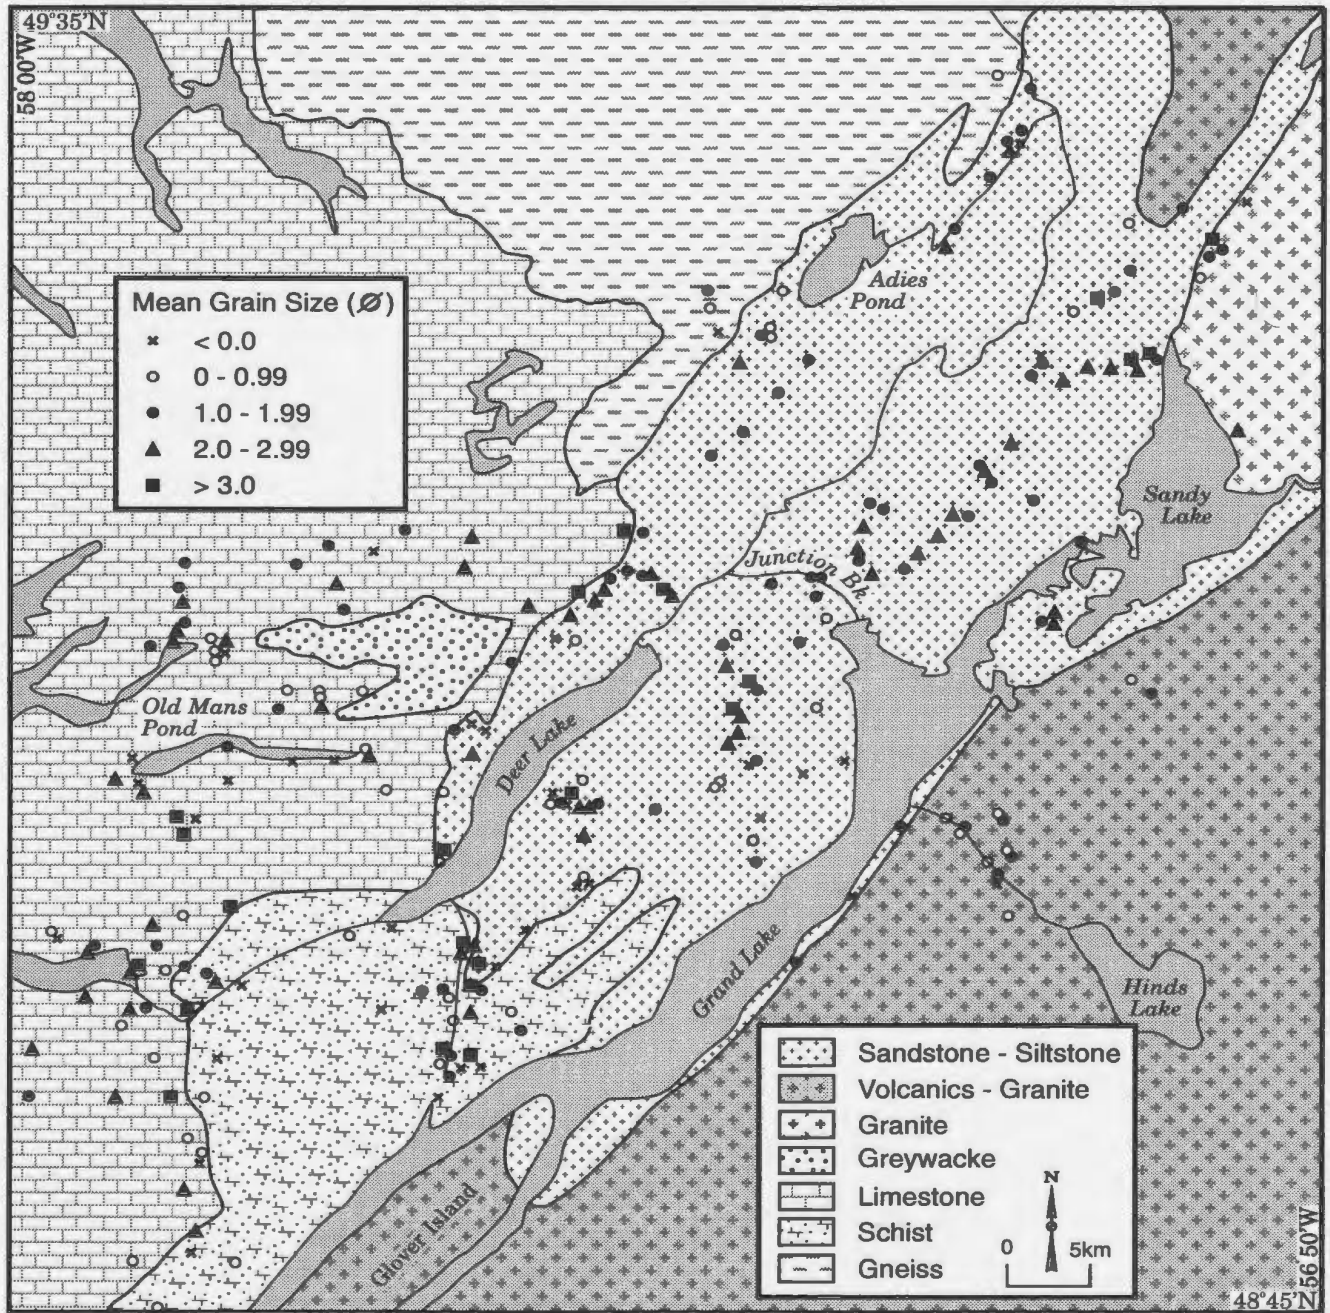 49°35'N
58°00'W
Adies
Pond
Mean Grain Size (Ø)
< 0.0
0 - 0.99
1.0 - 1.99
2.0 - 2.99
> 3.0
Sandy
Lake
Junction Bk.
Old Mans
Pond
Deer Lake
Grand Lake
Hinds
Lake
Glover Island
Sandstone - Siltstone
Volcanics - Granite
Granite
Greywacke
Limestone
Schist
Gneiss
N
0 5km
56°50'W
48°45'N